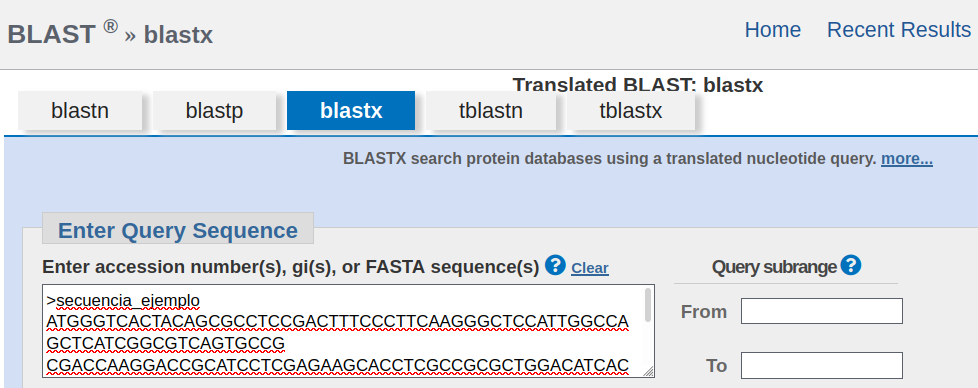 BLAST ® » blastx
Home Recent Results
Translated BLAST: blastx
blastn blastp blastx tblastn tblastx
BLASTX search protein databases using a translated nucleotide query. more...
Enter Query Sequence
Enter accession number(s), gi(s), or FASTA sequence(s) ? Clear
Query subrange ?
>secuencia_ejemplo
ATGGGTCACTACAGCGCCTCCGACTTTCCCTTCAAGGGCTCCATTGGCCA
GCTCATCGGCGTCAGTGCCG
CGACCAAGGACCGCATCCTCGAGAAGCACCTCGCCGCGCTGGACATCAC
From
To